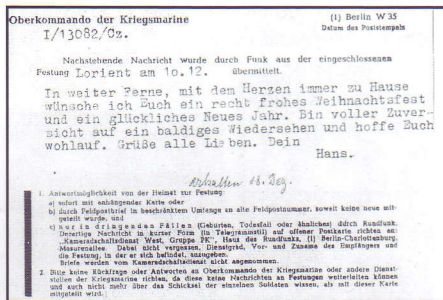 Oberkommando der Kriegsmarine
(1) Berlin W 35
Datum des Poststempels
I/13082/Cz.
Nachstehende Nachricht wurde durch Funk aus der eingeschlossenen
Festung Lorient am 1o.12. übermittelt.
In weiter Ferne, mit dem Herzen immer zu Hause
wünsche ich Euch ein recht frohes Weihnachtsfest
und ein glückliches Neues Jahr. Bin voller Zuver-
sicht auf ein baldiges Wiedersehen und hoffe Euch
wohlauf. Grüße alle Lieben. Dein
Hans.
erhalten 18. Dez.
1. Antwortmöglichkeit von der Heimat zur Festung:
a) sofort mit anhängender Karte oder
b) durch Feldpostbrief in beschränktem Umfange an alte Feldpostnummer, soweit keine neue mit-
geteilt wurde, und
c) nur in dringenden Fällen (Geburten, Todesfall oder ähnliches) durch Rundfunk.
Derartige Nachricht in kurzer Form (in Telegrammstil) auf offener Postkarte richten an:
„Kameradschaftsdienst West, Gruppe PK", Haus des Rundfunks, (1) Berlin-Charlottenburg,
Masurenallee. Dabei nicht vergessen, Dienstgrad, Vor- und Zuname des Empfängers und
die Festung, in der er sich befindet, anzugeben.
Briefe werden vom Kameradschaftsdienst nicht angenommen.
2. Bitte keine Rückfrage oder Antworten an Oberkommando der Kriegsmarine oder andere Dienst-
stellen der Kriegsmarine richten, da diese keine Nachrichten an Festungen weiterleiten können
und auch nicht mehr über das Schicksal der einzelnen Soldaten wissen, als mit dieser Karte
mitgeteilt wird.